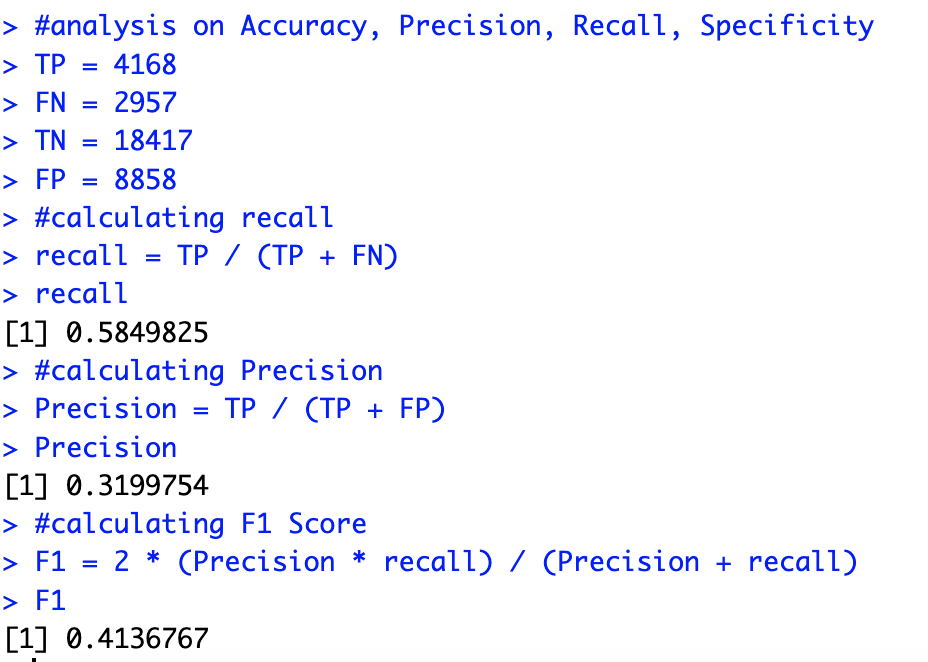 > #analysis on Accuracy, Precision, Recall, Specificity
> TP = 4168
> FN = 2957
> TN = 18417
> FP = 8858
> #calculating recall
> recall = TP / (TP + FN)
> recall
[1] 0.5849825
> #calculating Precision
> Precision = TP / (TP + FP)
> Precision
[1] 0.3199754
> #calculating F1 Score
> F1 = 2 * (Precision * recall) / (Precision + recall)
> F1
[1] 0.4136767